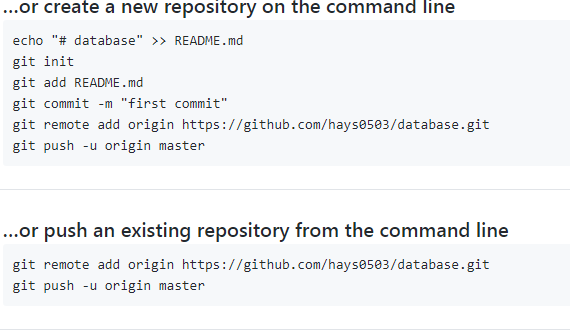 ...or create a new repository on the command line
echo "# database" >> README.md
git init
git add README.md
git commit -m "first commit"
git remote add origin https://github.com/hays0503/database.git
git push -u origin master
...or push an existing repository from the command line
git remote add origin https://github.com/hays0503/database.git
git push -u origin master